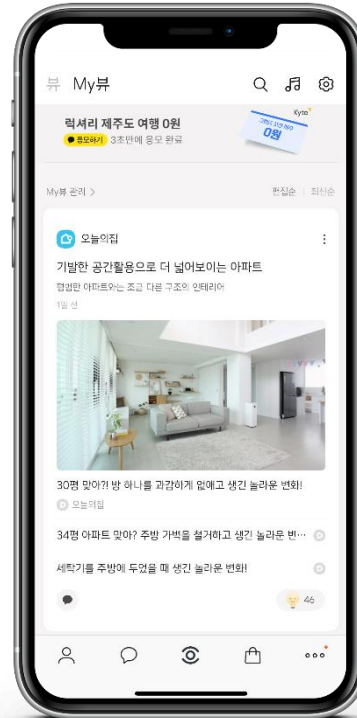 뷰 My뷰
럭셔리 제주도 여행 0원
응모하기 3초만에 응모 완료
Kyte
0원
My뷰 관리 >
편집순 | 최신순
오늘의집
기발한 공간활용으로 더 넓어보이는 아파트
평범한 아파트와는 조금 다른 구조의 인테리어
1일 전
30평 맞아?! 방 하나를 과감하게 없애고 생긴 놀라운 변화!
오늘의집
34평 아파트 맞아? 주방 가벽을 철거하고 생긴 놀라운 변…
세탁기를 주방에 두었을 때 생긴 놀라운 변화!
46